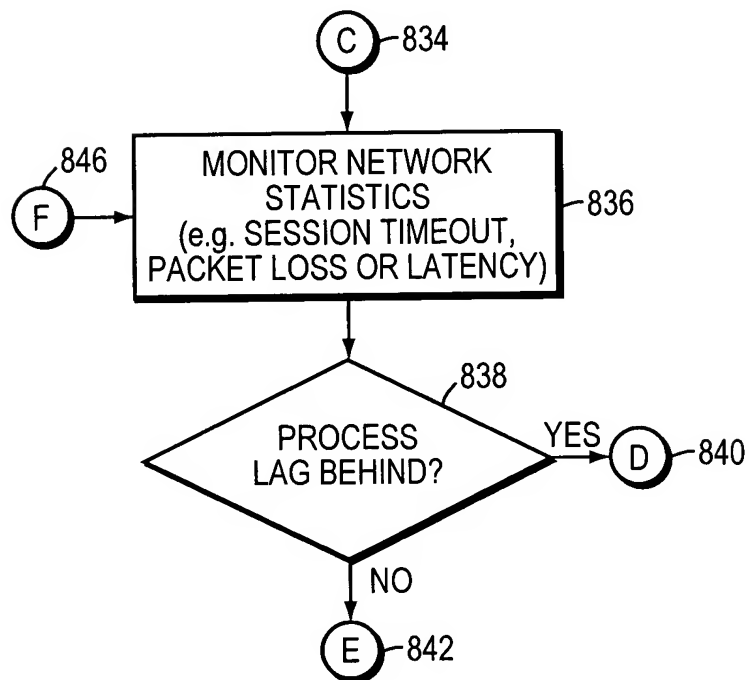 C 834
846
MONITOR NETWORK
STATISTICS
(e.g. SESSION TIMEOUT,
PACKET LOSS OR LATENCY)
836
F
838
PROCESS
LAG BEHIND?
YES
D 840
NO
E 842